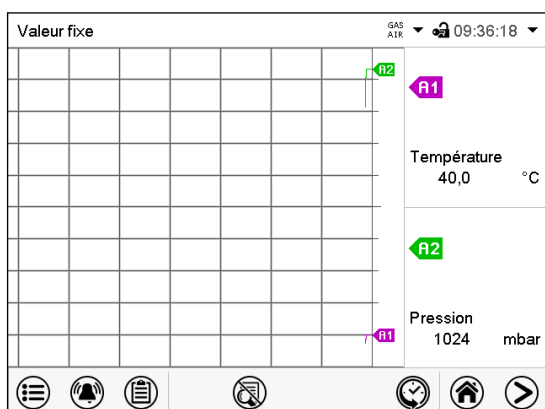 Valeur fixe
GAS
AIR
09:36:18
A2
A1
Température
40,0 °C
A2
Pression
1024 mbar
A1